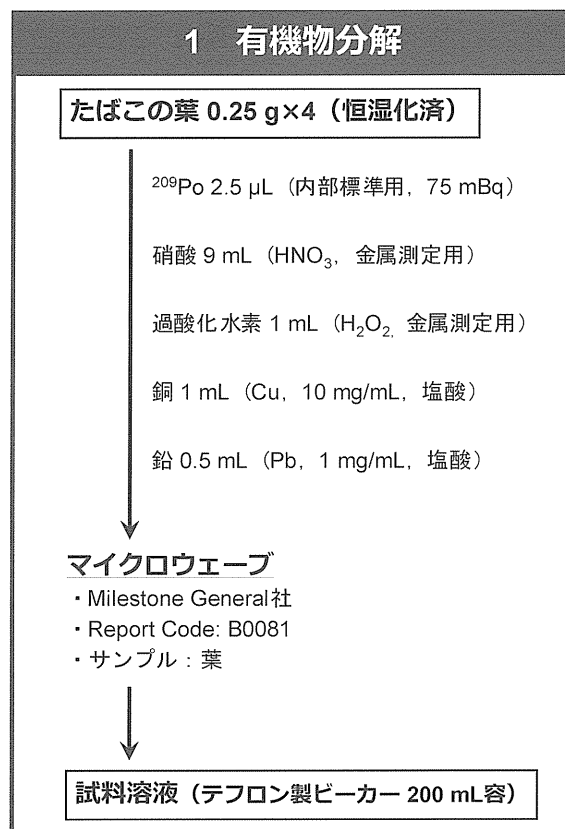 1 有機物分解
たばこの葉 0.25 g×4（恒湿化済）
²⁰⁹Po 2.5 µL（内部標準用，75 mBq）
硝酸 9 mL（HNO₃，金属測定用）
過酸化水素 1 mL（H₂O₂, 金属測定用）
銅 1 mL（Cu，10 mg/mL，塩酸）
鉛 0.5 mL（Pb，1 mg/mL，塩酸）
マイクロウェーブ
・Milestone General社
・Report Code: B0081
・サンプル：葉
試料溶液（テフロン製ビーカー 200 mL容）